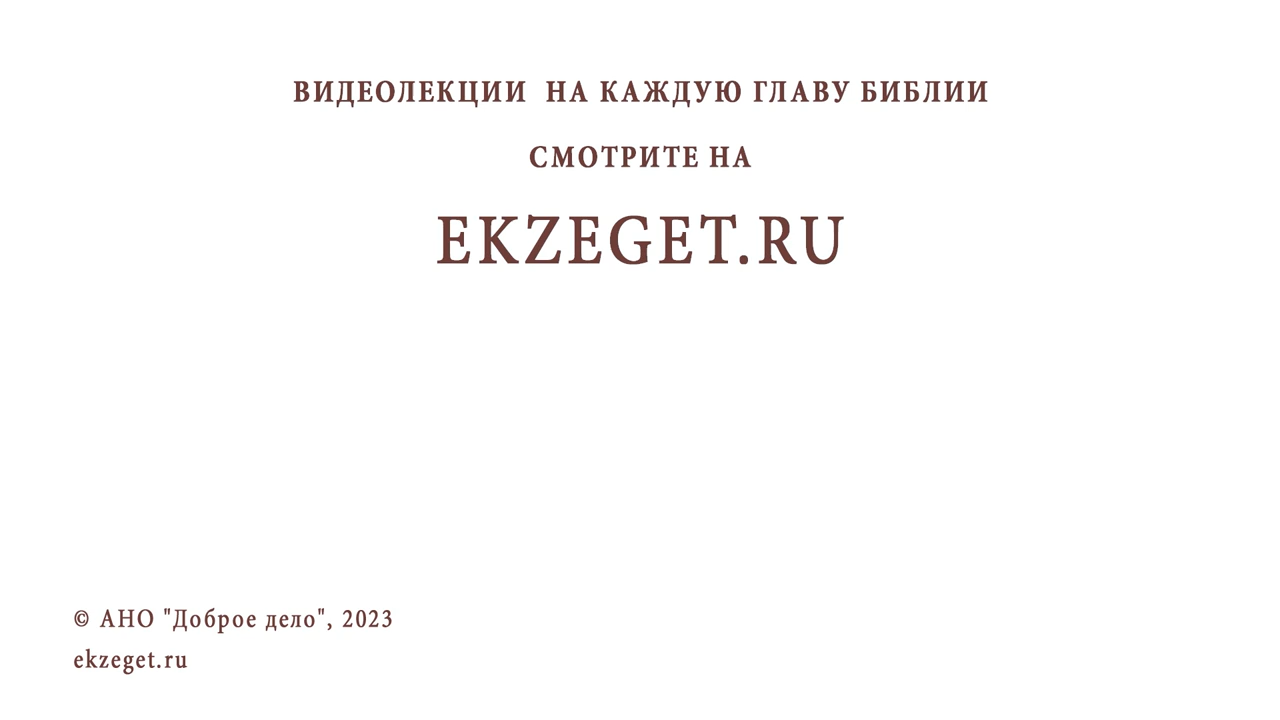 ВИДЕОЛЕКЦИИ НА КАЖДУЮ ГЛАВУ БИБЛИИ
СМОТРИТЕ НА
EKZEGET.RU
© АНО "Доброе дело", 2023
ekzeget.ru